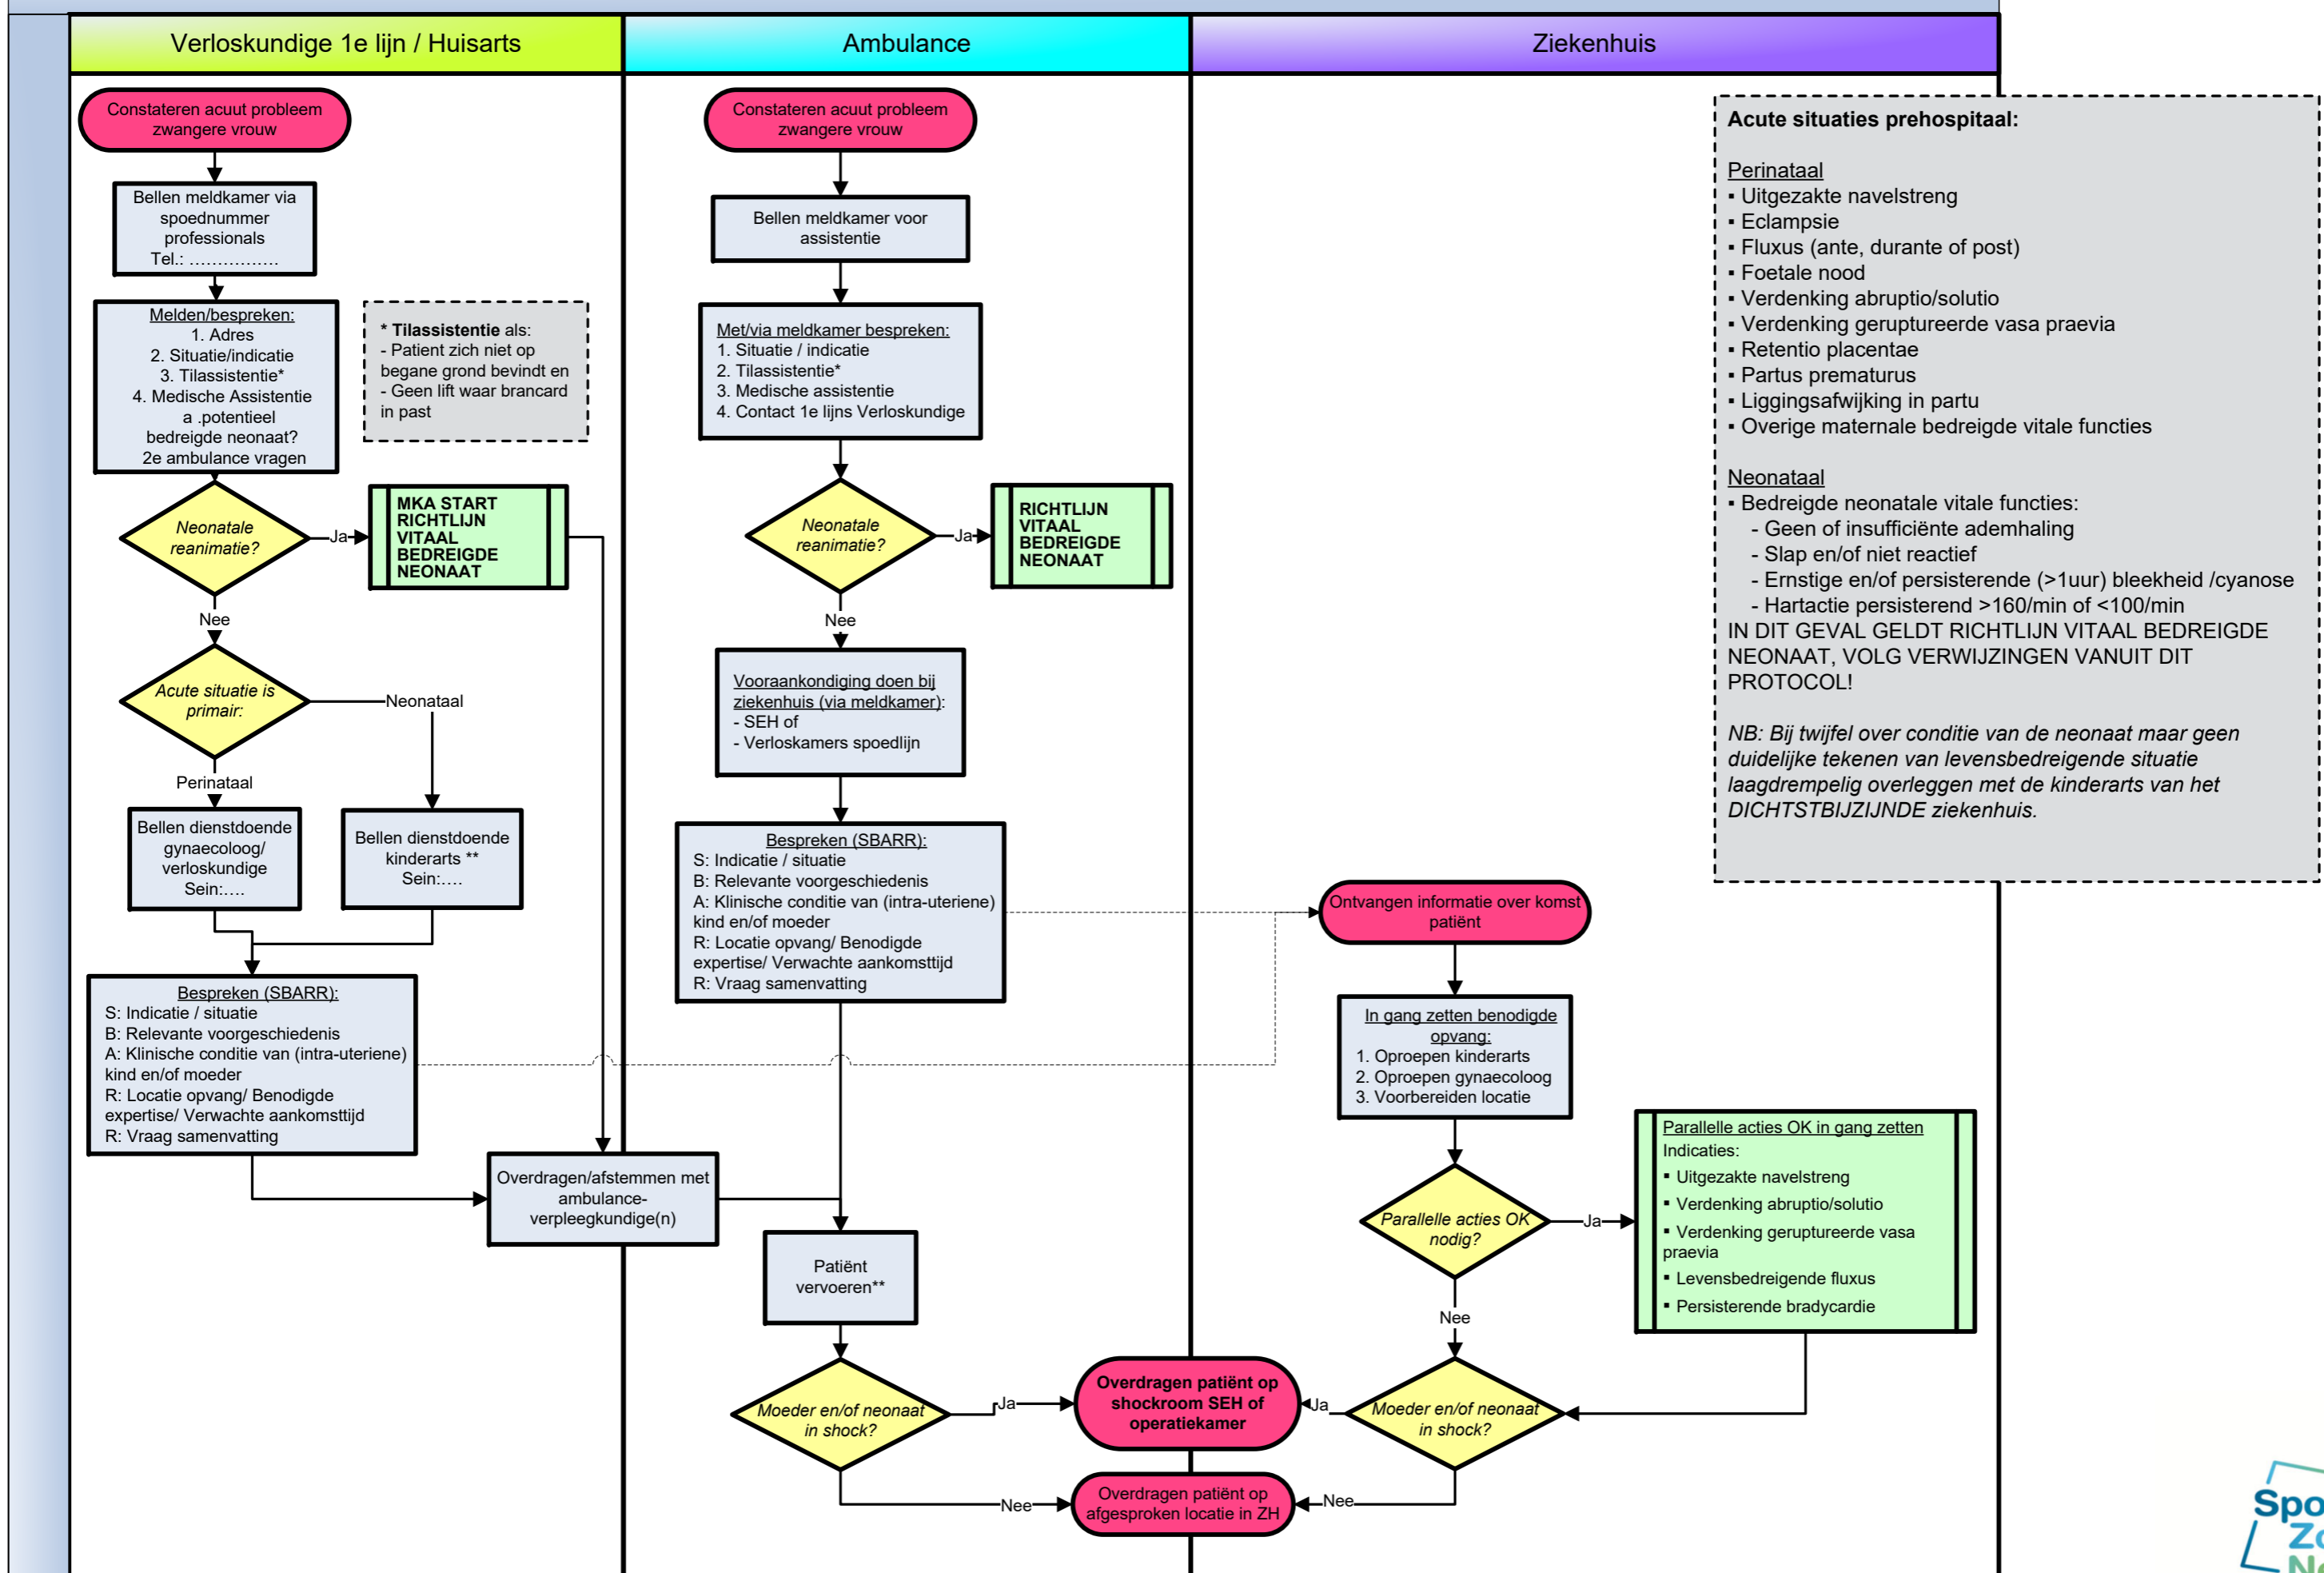 Verloskundige 1e lijn / Huisarts
Ambulance
Ziekenhuis
Constateren acuut probleem
zwangere vrouw
Bellen meldkamer via
spoednummer
professionals
Tel.: ................
Melden/bespreken:
1. Adres
2. Situatie/indicatie
3. Tilassistentie*
4. Medische Assistentie
a .potentieel
bedreigde neonaat?
2e ambulance vragen
* Tilassistentie als:
- Patient zich niet op
begane grond bevindt en
- Geen lift waar brancard
in past
Neonatale
reanimatie?
Ja
MKA START
RICHTLIJN
VITAAL
BEDREIGDE
NEONAAT
Nee
Acute situatie is
primair:
Neonataal
Perinataal
Bellen dienstdoende
gynaecoloog/
verloskundige
Sein:....
Bellen dienstdoende
kinderarts **
Sein:....
Bespreken (SBARR):
S: Indicatie / situatie
B: Relevante voorgeschiedenis
A: Klinische conditie van (intra-uteriene)
kind en/of moeder
R: Locatie opvang/ Benodigde
expertise/ Verwachte aankomsttijd
R: Vraag samenvatting
Overdragen/afstemmen met
ambulance-
verpleegkundige(n)
Constateren acuut probleem
zwangere vrouw
Bellen meldkamer voor
assistentie
Met/via meldkamer bespreken:
1. Situatie / indicatie
2. Tilassistentie*
3. Medische assistentie
4. Contact 1e lijns Verloskundige
Neonatale
reanimatie?
Ja
RICHTLIJN
VITAAL
BEDREIGDE
NEONAAT
Nee
Vooraankondiging doen bij
ziekenhuis (via meldkamer):
- SEH of
- Verloskamers spoedlijn
Bespreken (SBARR):
S: Indicatie / situatie
B: Relevante voorgeschiedenis
A: Klinische conditie van (intra-uteriene)
kind en/of moeder
R: Locatie opvang/ Benodigde
expertise/ Verwachte aankomsttijd
R: Vraag samenvatting
Patiënt
vervoeren**
Moeder en/of neonaat
in shock?
Ja
Nee
Overdragen patiënt op
shockroom SEH of
operatiekamer
Overdragen patiënt op
afgesproken locatie in ZH
Ontvangen informatie over komst
patiënt
In gang zetten benodigde
opvang:
1. Oproepen kinderarts
2. Oproepen gynaecoloog
3. Voorbereiden locatie
Parallelle acties OK
nodig?
Ja
Nee
Parallelle acties OK in gang zetten
Indicaties:
▪ Uitgezakte navelstreng
▪ Verdenking abruptio/solutio
▪ Verdenking geruptureerde vasa
praevia
▪ Levensbedreigende fluxus
▪ Persisterende bradycardie
Moeder en/of neonaat
in shock?
Ja
Nee
Acute situaties prehospitaal:
Perinataal
▪ Uitgezakte navelstreng
▪ Eclampsie
▪ Fluxus (ante, durante of post)
▪ Foetale nood
▪ Verdenking abruptio/solutio
▪ Verdenking geruptureerde vasa praevia
▪ Retentio placentae
▪ Partus prematurus
▪ Liggingsafwijking in partu
▪ Overige maternale bedreigde vitale functies
Neonataal
▪ Bedreigde neonatale vitale functies:
- Geen of insufficiënte ademhaling
- Slap en/of niet reactief
- Ernstige en/of persisterende (>1uur) bleekheid /cyanose
- Hartactie persisterend >160/min of <100/min
IN DIT GEVAL GELDT RICHTLIJN VITAAL BEDREIGDE
NEONAAT, VOLG VERWIJZINGEN VANUIT DIT
PROTOCOL!
NB: Bij twijfel over conditie van de neonaat maar geen
duidelijke tekenen van levensbedreigende situatie
laagdrempelig overleggen met de kinderarts van het
DICHTSTBIJZIJNDE ziekenhuis.